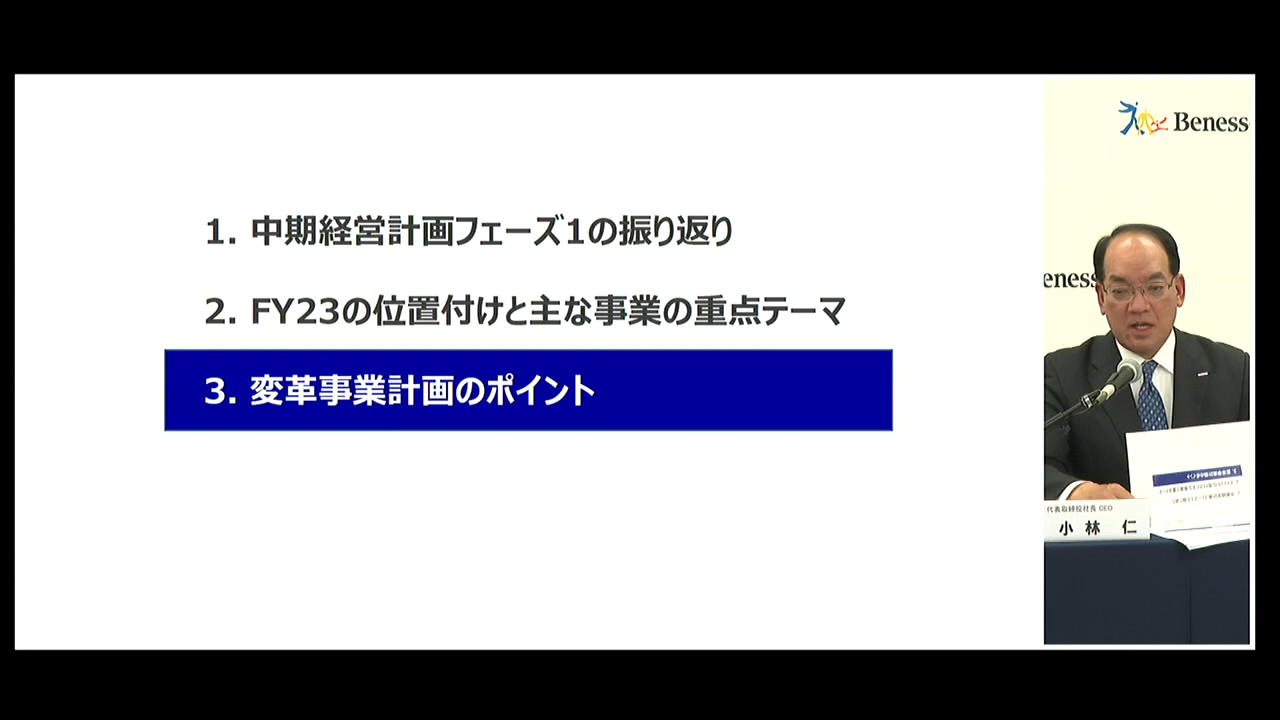 1. 中期経営計画フェーズ1の振り返り
2. FY23の位置付けと主な事業の重点テーマ
3. 変革事業計画のポイント
Beness
eness
代表取締役社長 CEO
小林 仁